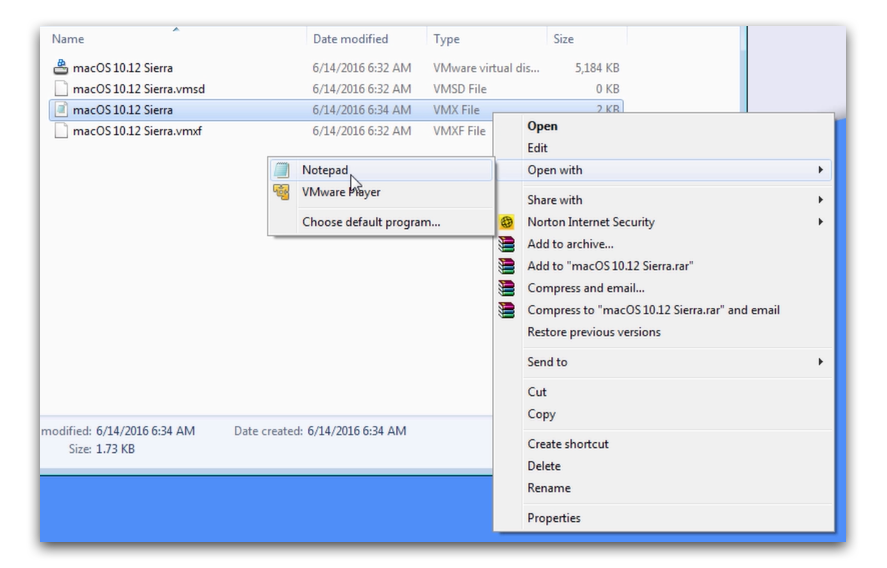 Name Date modified Type Size
macOS 10.12 Sierra 6/14/2016 6:32 AM VMware virtual dis... 5,184 KB
macOS 10.12 Sierra.vmsd 6/14/2016 6:32 AM VMSD File 0 KB
macOS 10.12 Sierra 6/14/2016 6:34 AM VMX File 2 KB
macOS 10.12 Sierra.vmxf 6/14/2016 6:32 AM VMXF File
Open
Edit
Open with
Notepad
VMware Player
Choose default program...
Share with
Norton Internet Security
Add to archive...
Add to "macOS 10.12 Sierra.rar"
Compress and email...
Compress to "macOS 10.12 Sierra.rar" and email
Restore previous versions
Send to
Cut
Copy
Create shortcut
Delete
Rename
Properties
modified: 6/14/2016 6:34 AM Date created: 6/14/2016 6:34 AM
Size: 1.73 KB